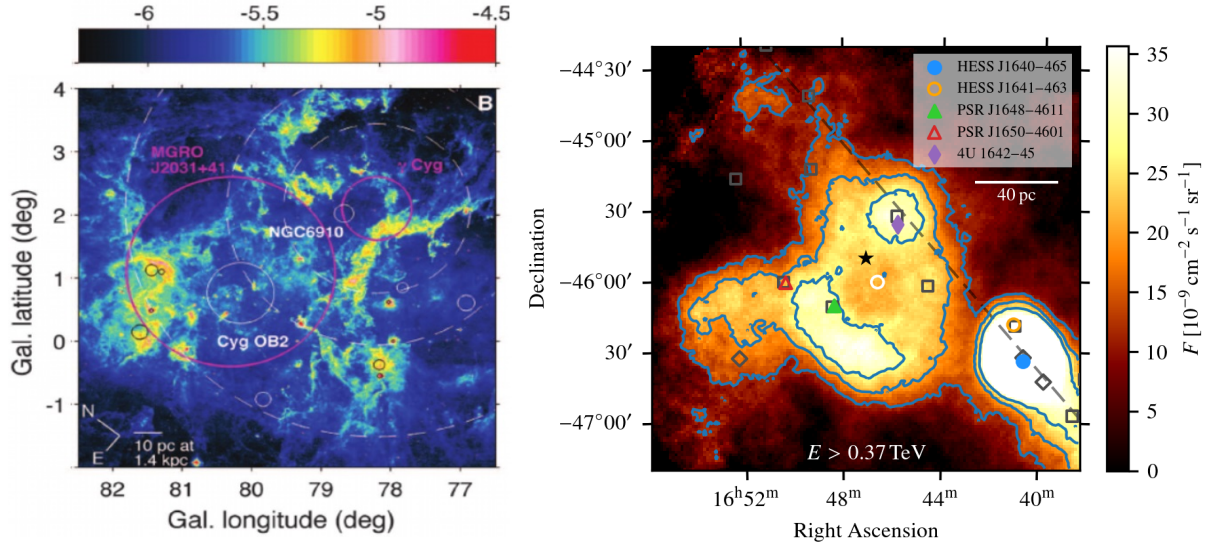 -6 -5.5 -5 -4.5
B
4
3
2
1
0
-1
Gal. latitude (deg)
MGRO
J2031+41
γ Cyg
NGC6910
Cyg OB2
N
E
10 pc at
1.4 kpc
82 81 80 79 78 77
Gal. longitude (deg)
−44°30′
−45°00′
30′
−46°00′
30′
−47°00′
Declination
HESS J1640−465
HESS J1641−463
PSR J1648−4611
PSR J1650−4601
4U 1642−45
40 pc
E > 0.37 TeV
16h52m 48m 44m 40m
Right Ascension
35
30
25
20
15
10
5
0
F [10−9 cm−2 s−1 sr−1]